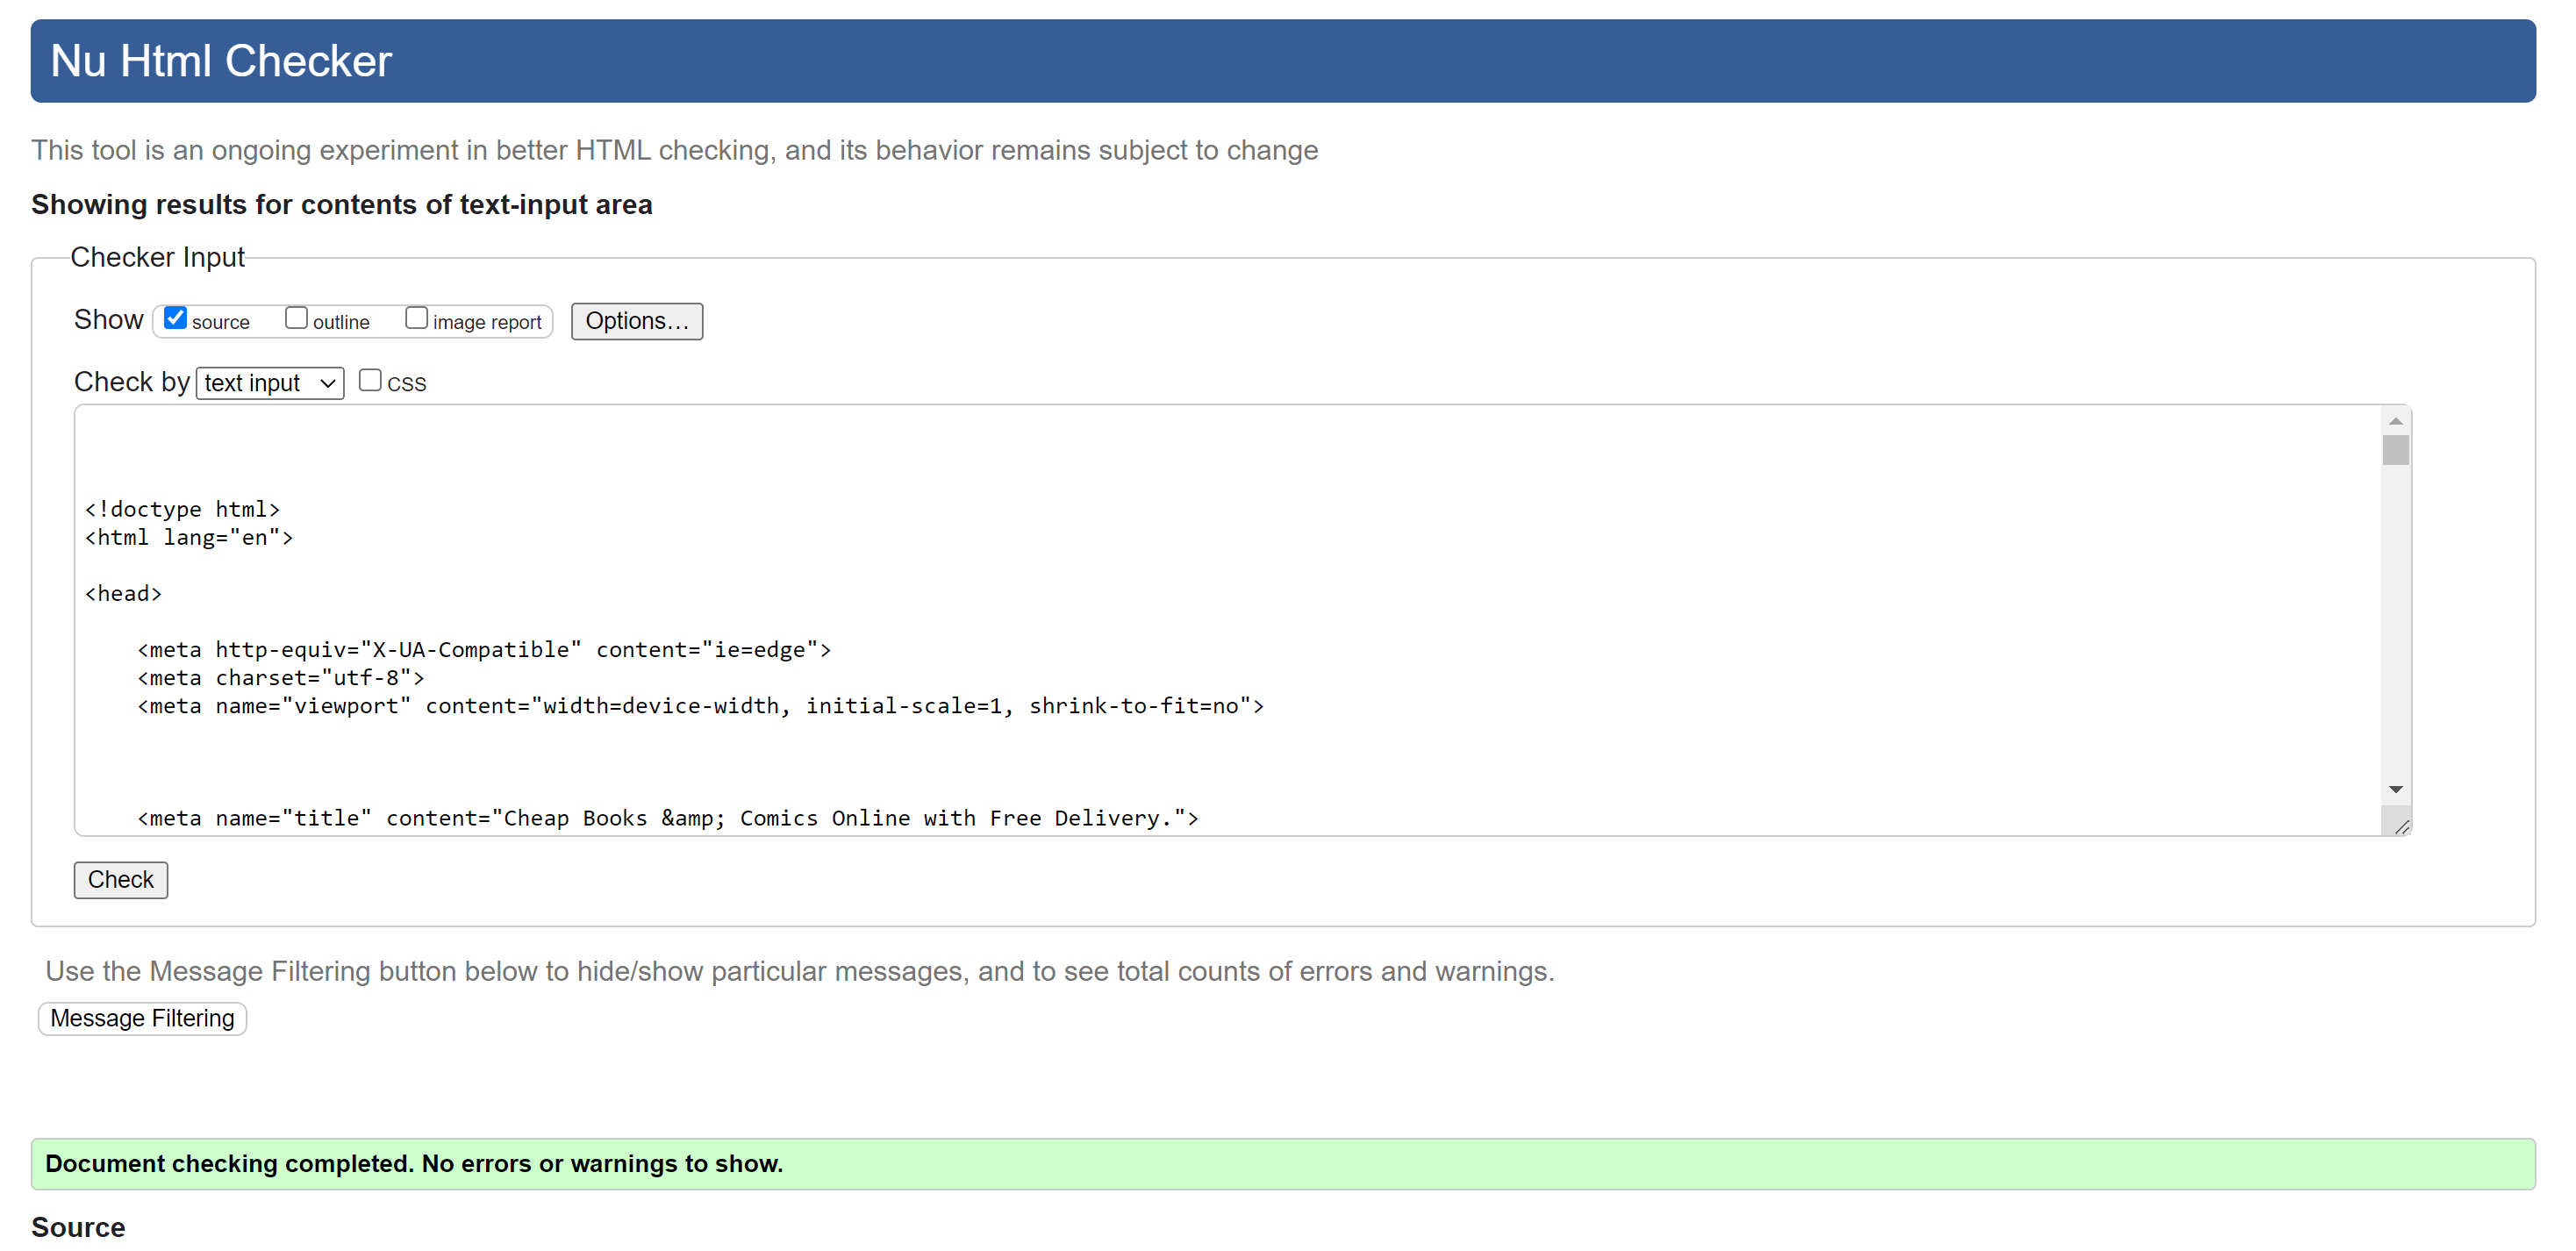 Nu Html Checker
This tool is an ongoing experiment in better HTML checking, and its behavior remains subject to change
Showing results for contents of text-input area
Checker Input
Show source outline image report Options...
Check by text input CSS
<!doctype html>
<html lang="en">
<head>
<meta http-equiv="X-UA-Compatible" content="ie=edge">
<meta charset="utf-8">
<meta name="viewport" content="width=device-width, initial-scale=1, shrink-to-fit=no">
<meta name="title" content="Cheap Books &amp; Comics Online with Free Delivery.">
Check
Use the Message Filtering button below to hide/show particular messages, and to see total counts of errors and warnings.
Message Filtering
Document checking completed. No errors or warnings to show.
Source